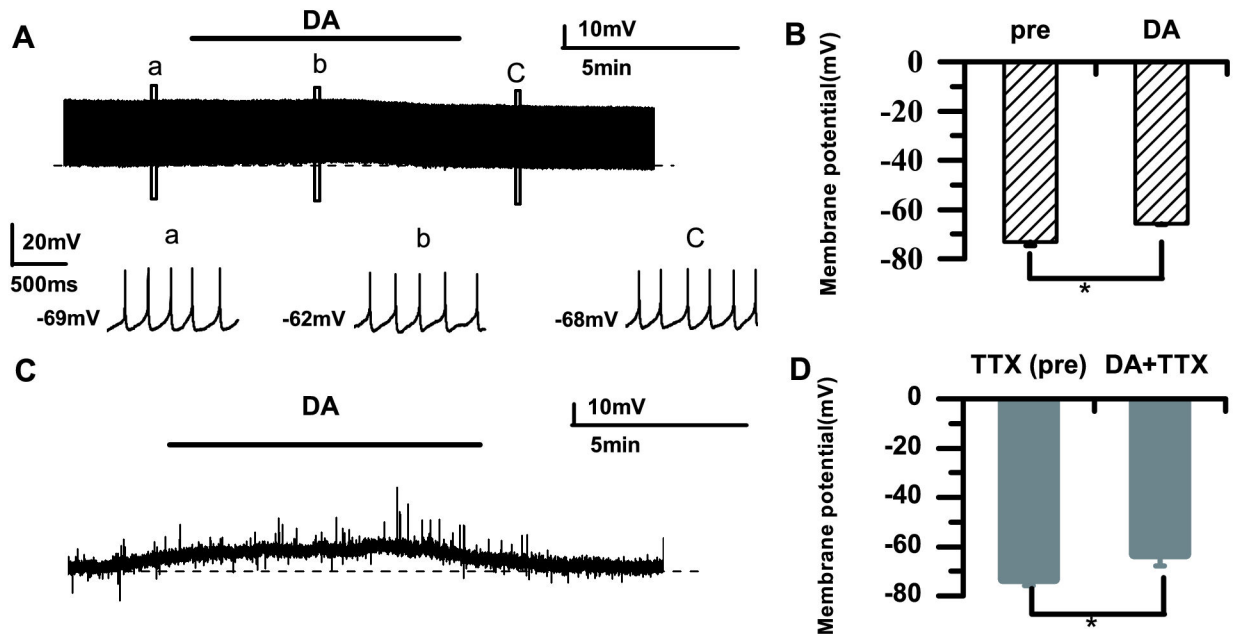 A
DA
10mV
5min
a
b
C
20mV
500ms
a
b
C
-69mV
-62mV
-68mV
B
pre
DA
Membrane potential(mV)
0
-20
-40
-60
-80
*
C
DA
10mV
5min
D
TTX (pre)
DA+TTX
Membrane potential(mV)
0
-20
-40
-60
-80
*